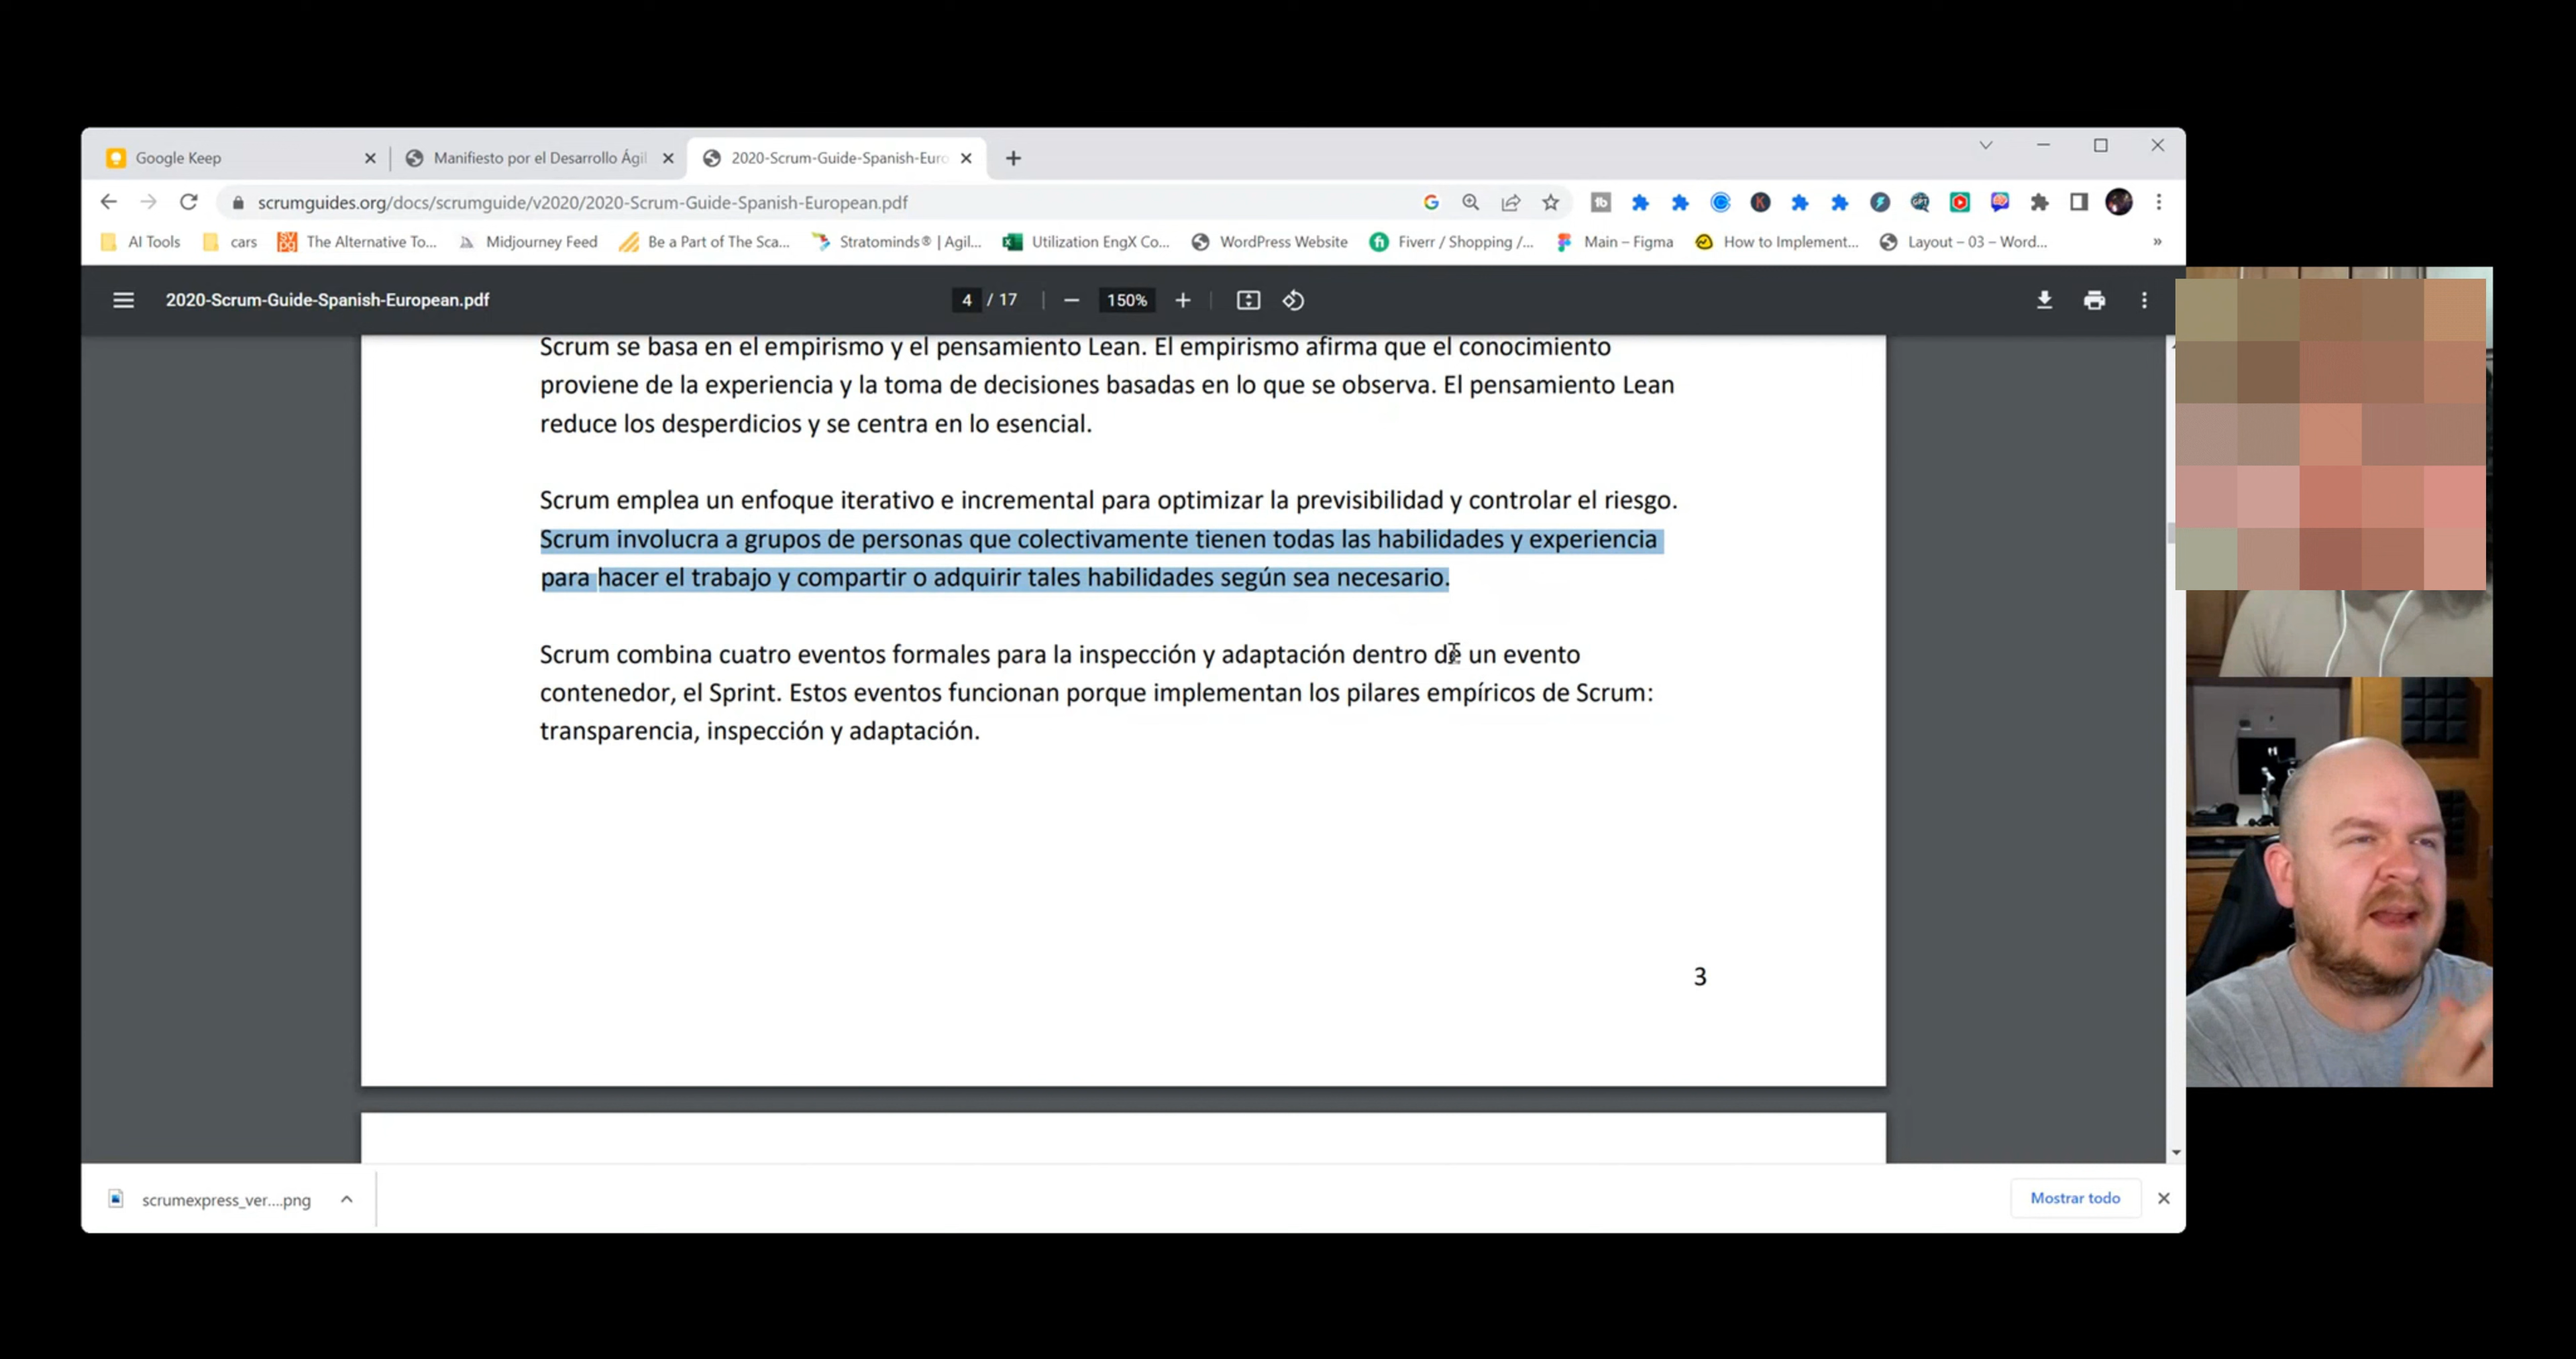 Google Keep
Manifiesto por el Desarrollo Ágil
2020-Scrum-Guide-Spanish-Euro
scrumguides.org/docs/scrumguide/v2020/2020-Scrum-Guide-Spanish-European.pdf
AI Tools cars The Alternative To... Midjourney Feed Be a Part of The Sca... Stratominds® | Agil... Utilization EngX Co... WordPress Website Fiverr / Shopping /... Main – Figma How to Implement... Layout – 03 – Word... »
2020-Scrum-Guide-Spanish-European.pdf 4 / 17 150%
Scrum se basa en el empirismo y el pensamiento Lean. El empirismo afirma que el conocimiento
proviene de la experiencia y la toma de decisiones basadas en lo que se observa. El pensamiento Lean
reduce los desperdicios y se centra en lo esencial.
Scrum emplea un enfoque iterativo e incremental para optimizar la previsibilidad y controlar el riesgo.
Scrum involucra a grupos de personas que colectivamente tienen todas las habilidades y experiencia
para hacer el trabajo y compartir o adquirir tales habilidades según sea necesario.
Scrum combina cuatro eventos formales para la inspección y adaptación dentro de un evento
contenedor, el Sprint. Estos eventos funcionan porque implementan los pilares empíricos de Scrum:
transparencia, inspección y adaptación.
3
scrumexpress_ver....png
Mostrar todo